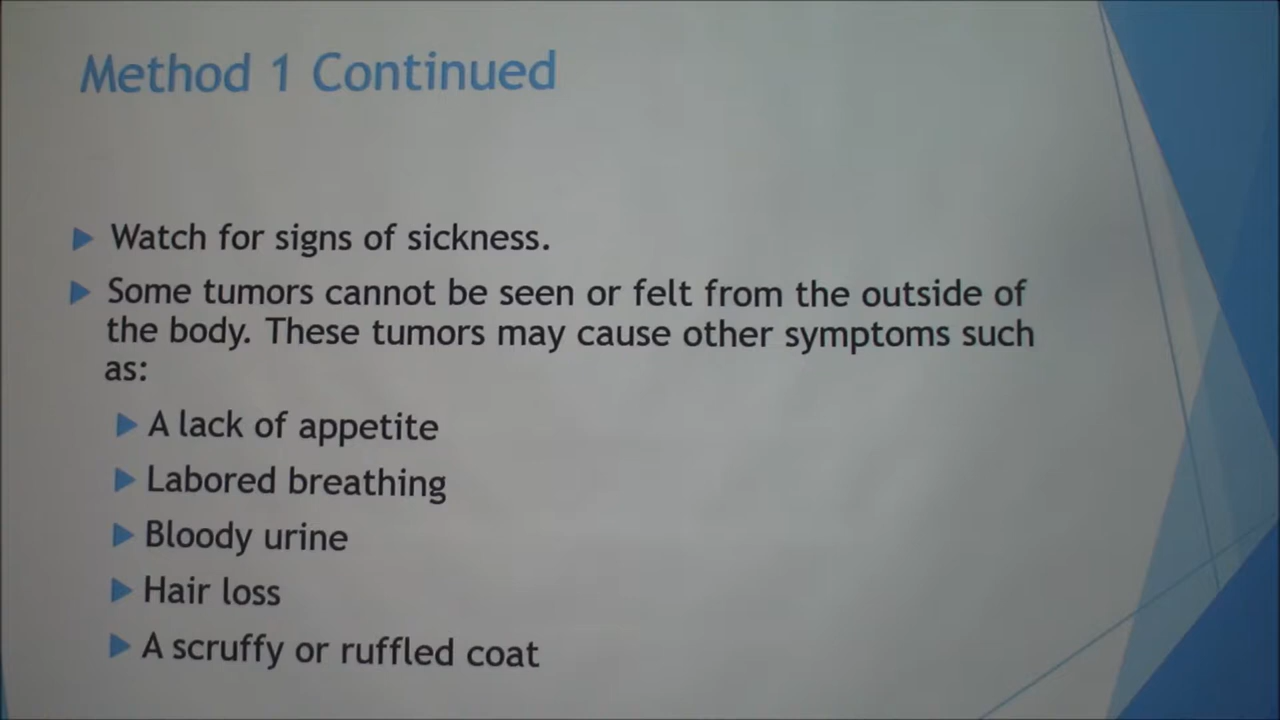 Method 1 Continued
Watch for signs of sickness.
Some tumors cannot be seen or felt from the outside of
the body. These tumors may cause other symptoms such
as:
A lack of appetite
Labored breathing
Bloody urine
Hair loss
A scruffy or ruffled coat